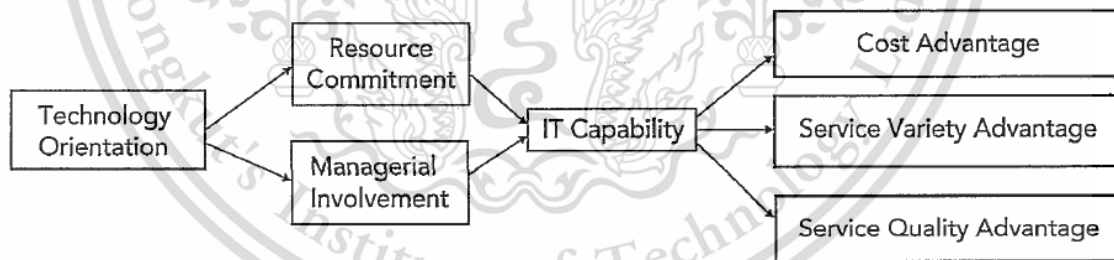 Technology
Orientation
Resource
Commitment
Managerial
Involvement
IT Capability
Cost Advantage
Service Variety Advantage
Service Quality Advantage